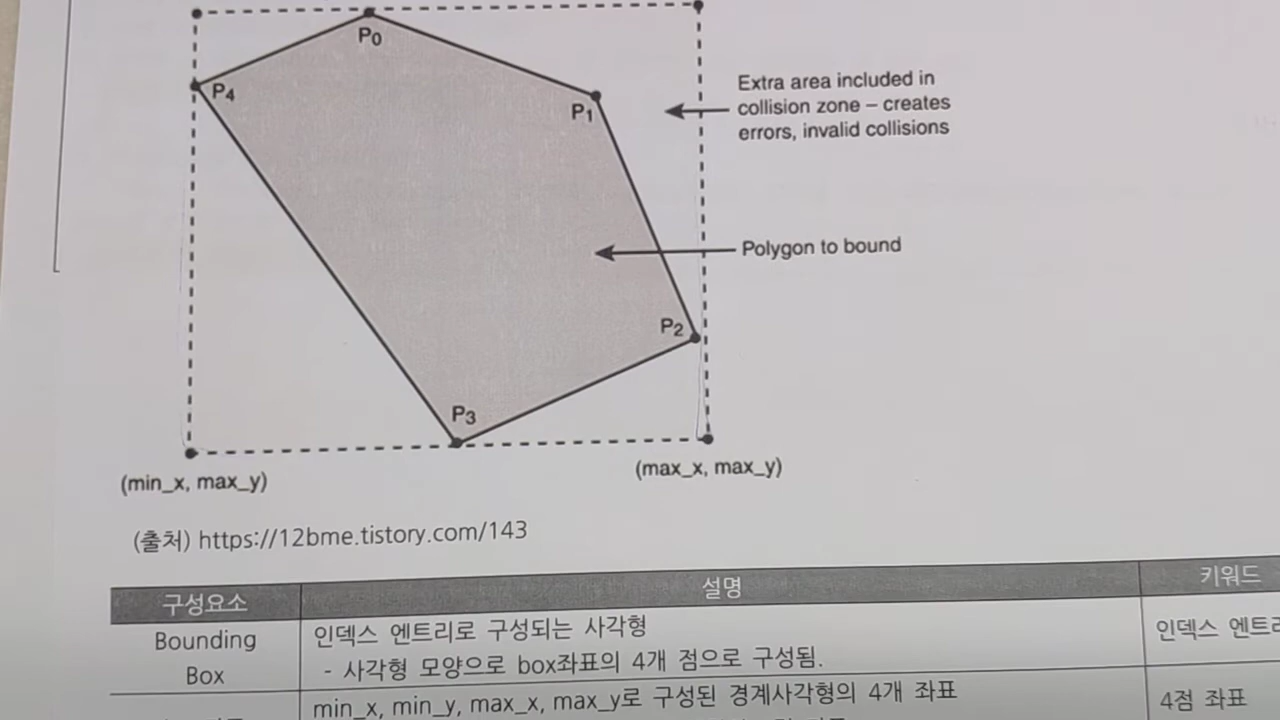 P0
P4
P1
Extra area included in
collision zone – creates
errors, invalid collisions
Polygon to bound
P2
P3
(min_x, max_y)
(max_x, max_y)
(출처) https://12bme.tistory.com/143
구성요소 설명 키워드
Bounding
Box
인덱스 엔트리로 구성되는 사각형
- 사각형 모양으로 box좌표의 4개 점으로 구성됨.
인덱스
min_x, min_y, max_x, max_y로 구성된 경계사각형의 4개 좌표
4점 좌표